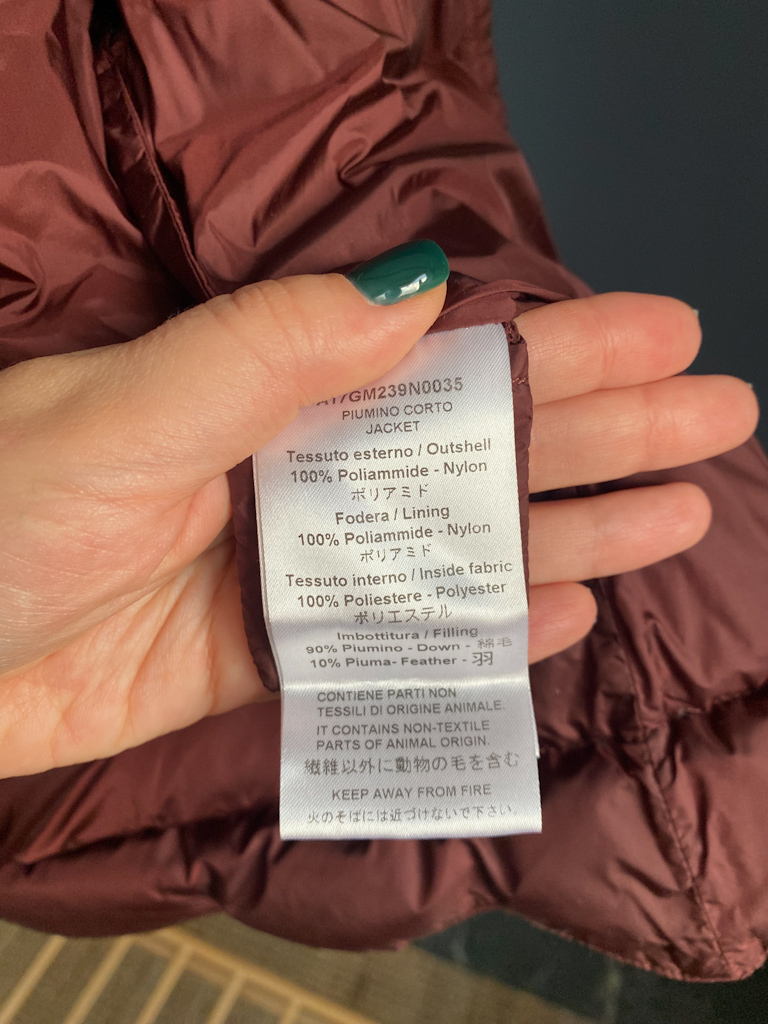 A17GM239N0035
PIUMINO CORTO
JACKET
Tessuto esterno / Outshell
100% Poliammide - Nylon
ポリアミド
Fodera / Lining
100% Poliammide - Nylon
ポリアミド
Tessuto interno / Inside fabric
100% Poliestere - Polyester
ポリエステル
Imbottitura / Filling
90% Piumino - Down - 綿毛
10% Piuma- Feather - 羽
CONTIENE PARTI NON
TESSILI DI ORIGINE ANIMALE.
IT CONTAINS NON-TEXTILE
PARTS OF ANIMAL ORIGIN.
繊維以外に動物の毛を含む
KEEP AWAY FROM FIRE
火のそばには近づけないで下さい.